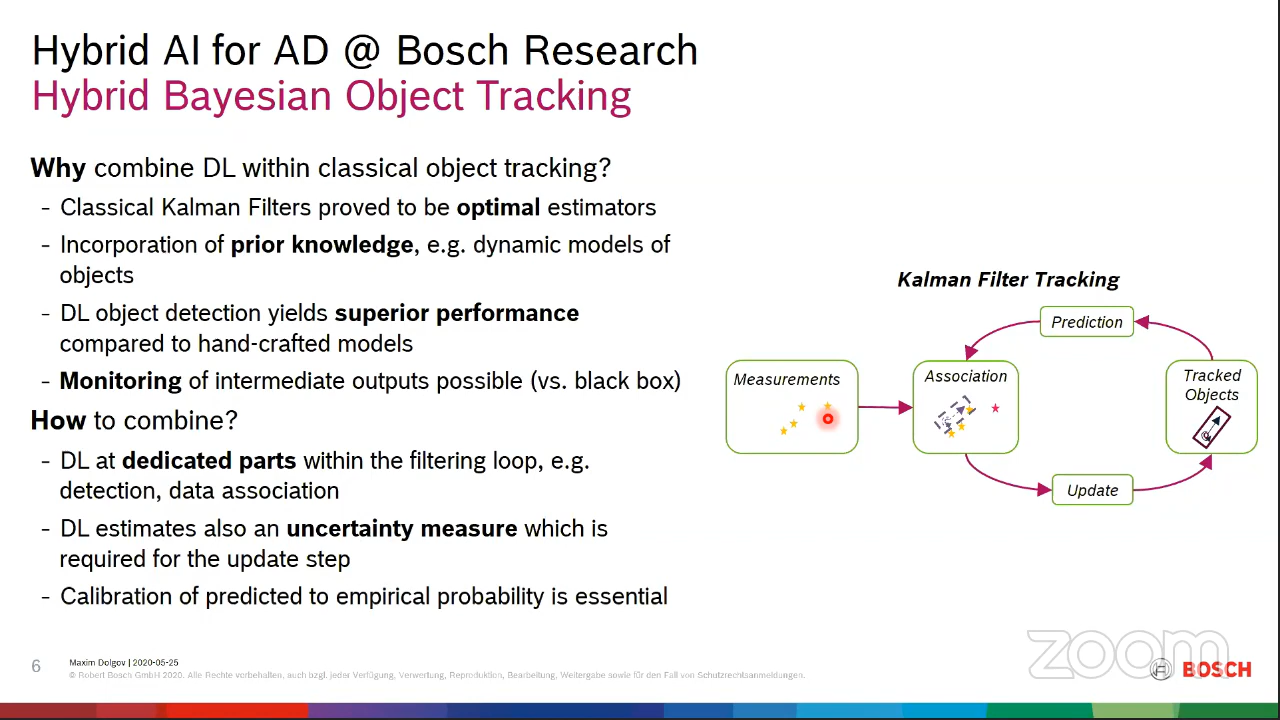 Hybrid AI for AD @ Bosch Research
Hybrid Bayesian Object Tracking
Why combine DL within classical object tracking?
- Classical Kalman Filters proved to be optimal estimators
- Incorporation of prior knowledge, e.g. dynamic models of
objects
- DL object detection yields superior performance
compared to hand-crafted models
- Monitoring of intermediate outputs possible (vs. black box)
How to combine?
- DL at dedicated parts within the filtering loop, e.g.
detection, data association
- DL estimates also an uncertainty measure which is
required for the update step
- Calibration of predicted to empirical probability is essential
Kalman Filter Tracking
Prediction
Measurements
Association
Tracked
Objects
Update
6
Maxim Dolgov | 2020-05-25
© Robert Bosch GmbH 2020. Alle Rechte vorbehalten, auch bzgl. jeder Verfügung, Verwertung, Reproduktion, Bearbeitung, Weitergabe sowie für den Fall von Schutzrechtsanmeldungen.
zoom
BOSCH